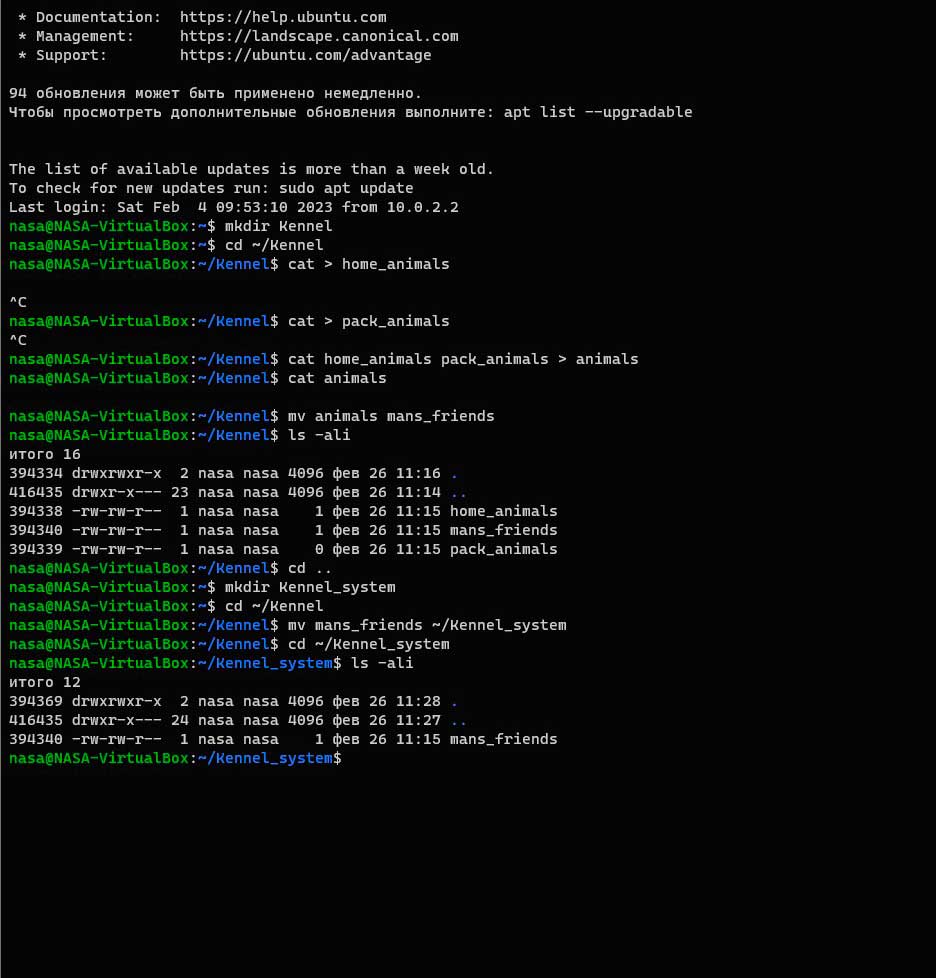 * Documentation:  https://help.ubuntu.com
* Management:     https://landscape.canonical.com
* Support:        https://ubuntu.com/advantage
94 обновления может быть применено немедленно.
Чтобы просмотреть дополнительные обновления выполните: apt list --upgradable
The list of available updates is more than a week old.
To check for new updates run: sudo apt update
Last login: Sat Feb  4 09:53:10 2023 from 10.0.2.2
nasa@NASA-VirtualBox:~$ mkdir Kennel
nasa@NASA-VirtualBox:~$ cd ~/Kennel
nasa@NASA-VirtualBox:~/Kennel$ cat > home_animals
^C
nasa@NASA-VirtualBox:~/Kennel$ cat > pack_animals
^C
nasa@NASA-VirtualBox:~/Kennel$ cat home_animals pack_animals > animals
nasa@NASA-VirtualBox:~/Kennel$ cat animals
nasa@NASA-VirtualBox:~/Kennel$ mv animals mans_friends
nasa@NASA-VirtualBox:~/Kennel$ ls -ali
итого 16
394334 drwxrwxr-x  2 nasa nasa 4096 фев 26 11:16 .
416435 drwxr-x--- 23 nasa nasa 4096 фев 26 11:14 ..
394338 -rw-rw-r--  1 nasa nasa    1 фев 26 11:15 home_animals
394340 -rw-rw-r--  1 nasa nasa    1 фев 26 11:15 mans_friends
394339 -rw-rw-r--  1 nasa nasa    0 фев 26 11:15 pack_animals
nasa@NASA-VirtualBox:~/Kennel$ cd ..
nasa@NASA-VirtualBox:~$ mkdir Kennel_system
nasa@NASA-VirtualBox:~$ cd ~/Kennel
nasa@NASA-VirtualBox:~/Kennel$ mv mans_friends ~/Kennel_system
nasa@NASA-VirtualBox:~/Kennel$ cd ~/Kennel_system
nasa@NASA-VirtualBox:~/Kennel_system$ ls -ali
итого 12
394369 drwxrwxr-x  2 nasa nasa 4096 фев 26 11:28 .
416435 drwxr-x--- 24 nasa nasa 4096 фев 26 11:27 ..
394340 -rw-rw-r--  1 nasa nasa    1 фев 26 11:15 mans_friends
nasa@NASA-VirtualBox:~/Kennel_system$